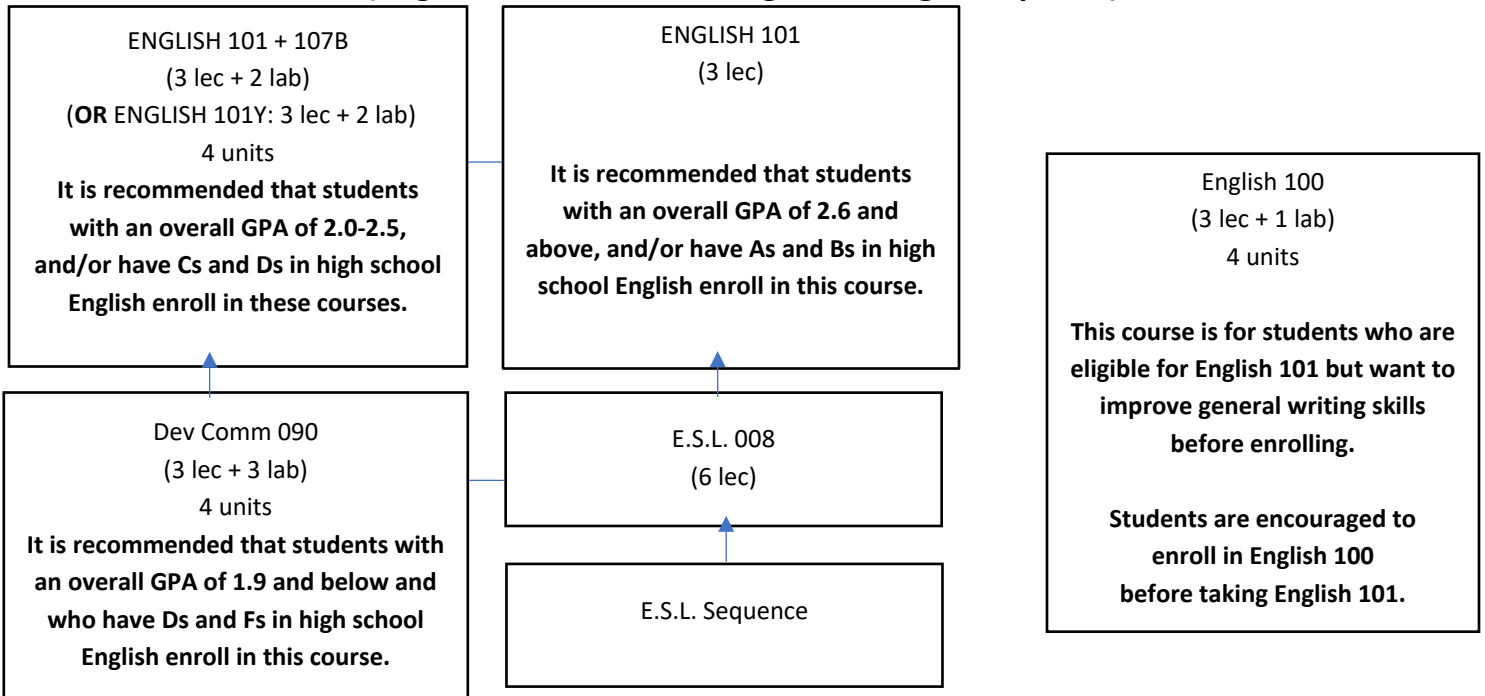 ENGLISH 101 + 107B
(3 lec + 2 lab)
(OR ENGLISH 101Y: 3 lec + 2 lab)
4 units
It is recommended that students
with an overall GPA of 2.0-2.5,
and/or have Cs and Ds in high school
English enroll in these courses.
ENGLISH 101
(3 lec)
It is recommended that students
with an overall GPA of 2.6 and
above, and/or have As and Bs in high
school English enroll in this course.
English 100
(3 lec + 1 lab)
4 units
This course is for students who are
eligible for English 101 but want to
improve general writing skills
before enrolling.
Students are encouraged to
enroll in English 100
before taking English 101.
Dev Comm 090
(3 lec + 3 lab)
4 units
It is recommended that students with
an overall GPA of 1.9 and below and
who have Ds and Fs in high school
English enroll in this course.
E.S.L. 008
(6 lec)
E.S.L. Sequence